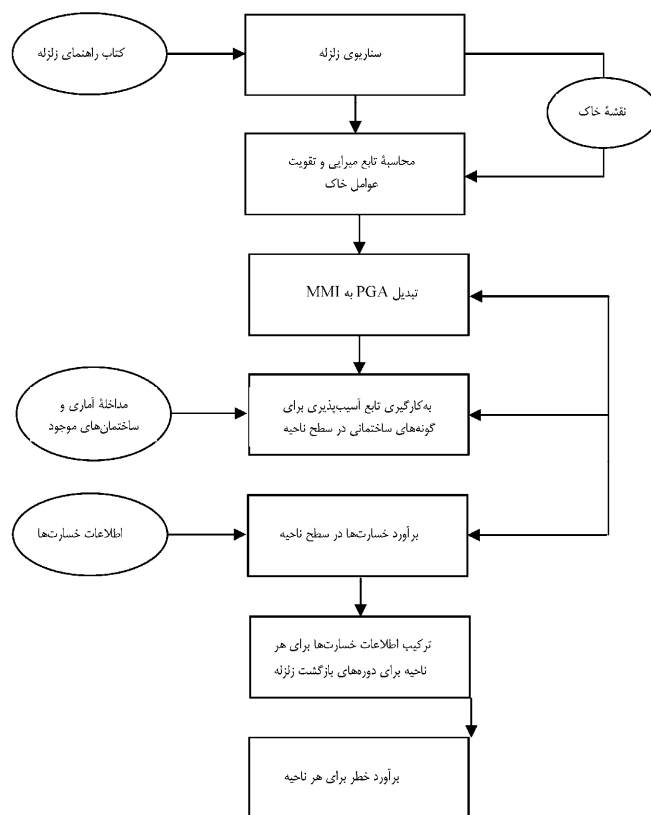 کتاب راهنمای زلزله
سناریوی زلزله
نقشهٔ خاک
محاسبهٔ تابع میرایی و تقویت
عوامل خاک
تبدیل PGA به MMI
مداخلهٔ آماری و
ساختمان‌های موجود
به‌کارگیری تابع آسیب‌پذیری برای
گونه‌های ساختمانی در سطح ناحیه
اطلاعات خسارت‌ها
برآورد خسارت‌ها در سطح ناحیه
ترکیب اطلاعات خسارت‌ها برای هر
ناحیه برای دوره‌های بازگشت زلزله
برآورد خطر برای هر ناحیه